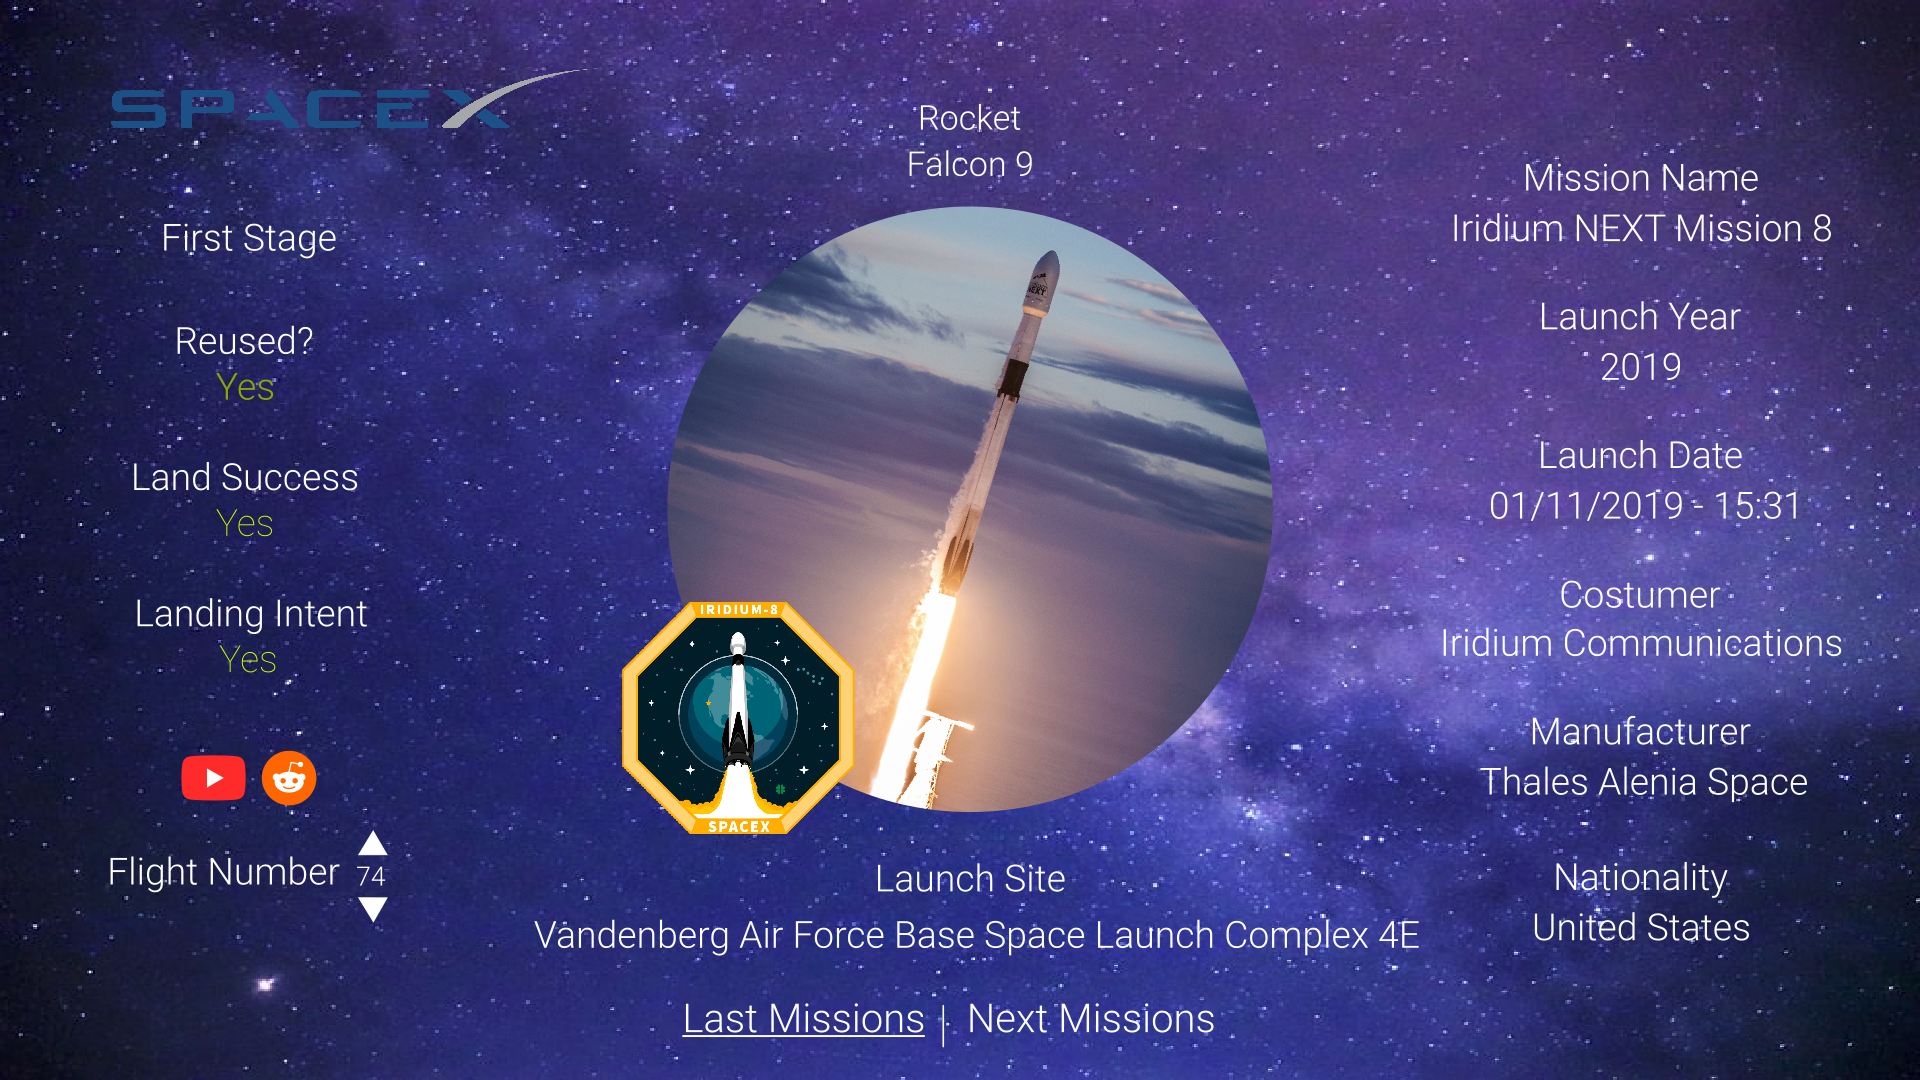 SPACEX
First Stage
Reused?
Yes
Land Success
Yes
Landing Intent
Yes
Flight Number 74
Rocket
Falcon 9
NEXT
IRIDIUM-8
SPACEX
Launch Site
Vandenberg Air Force Base Space Launch Complex 4E
Last Missions | Next Missions
Mission Name
Iridium NEXT Mission 8
Launch Year
2019
Launch Date
01/11/2019 - 15:31
Costumer
Iridium Communications
Manufacturer
Thales Alenia Space
Nationality
United States